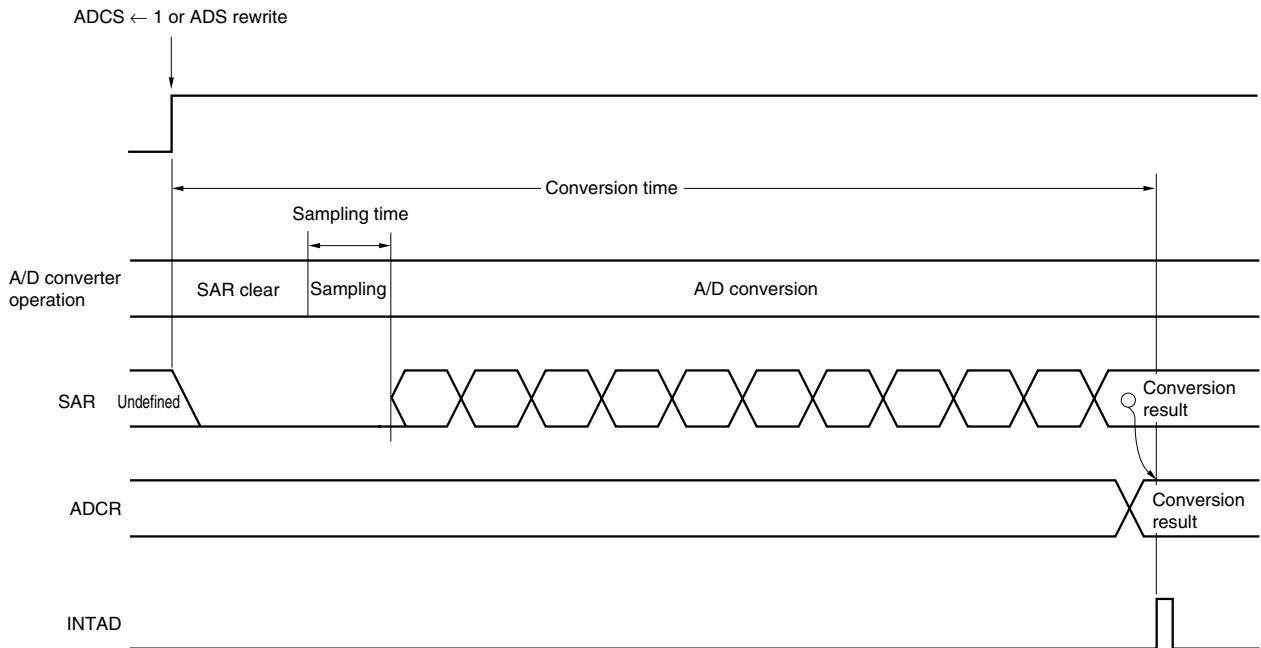 ADCS ← 1 or ADS rewrite
Conversion time
Sampling time
A/D converter
operation
SAR clear
Sampling
A/D conversion
SAR
Undefined
Conversion
result
ADCR
Conversion
result
INTAD